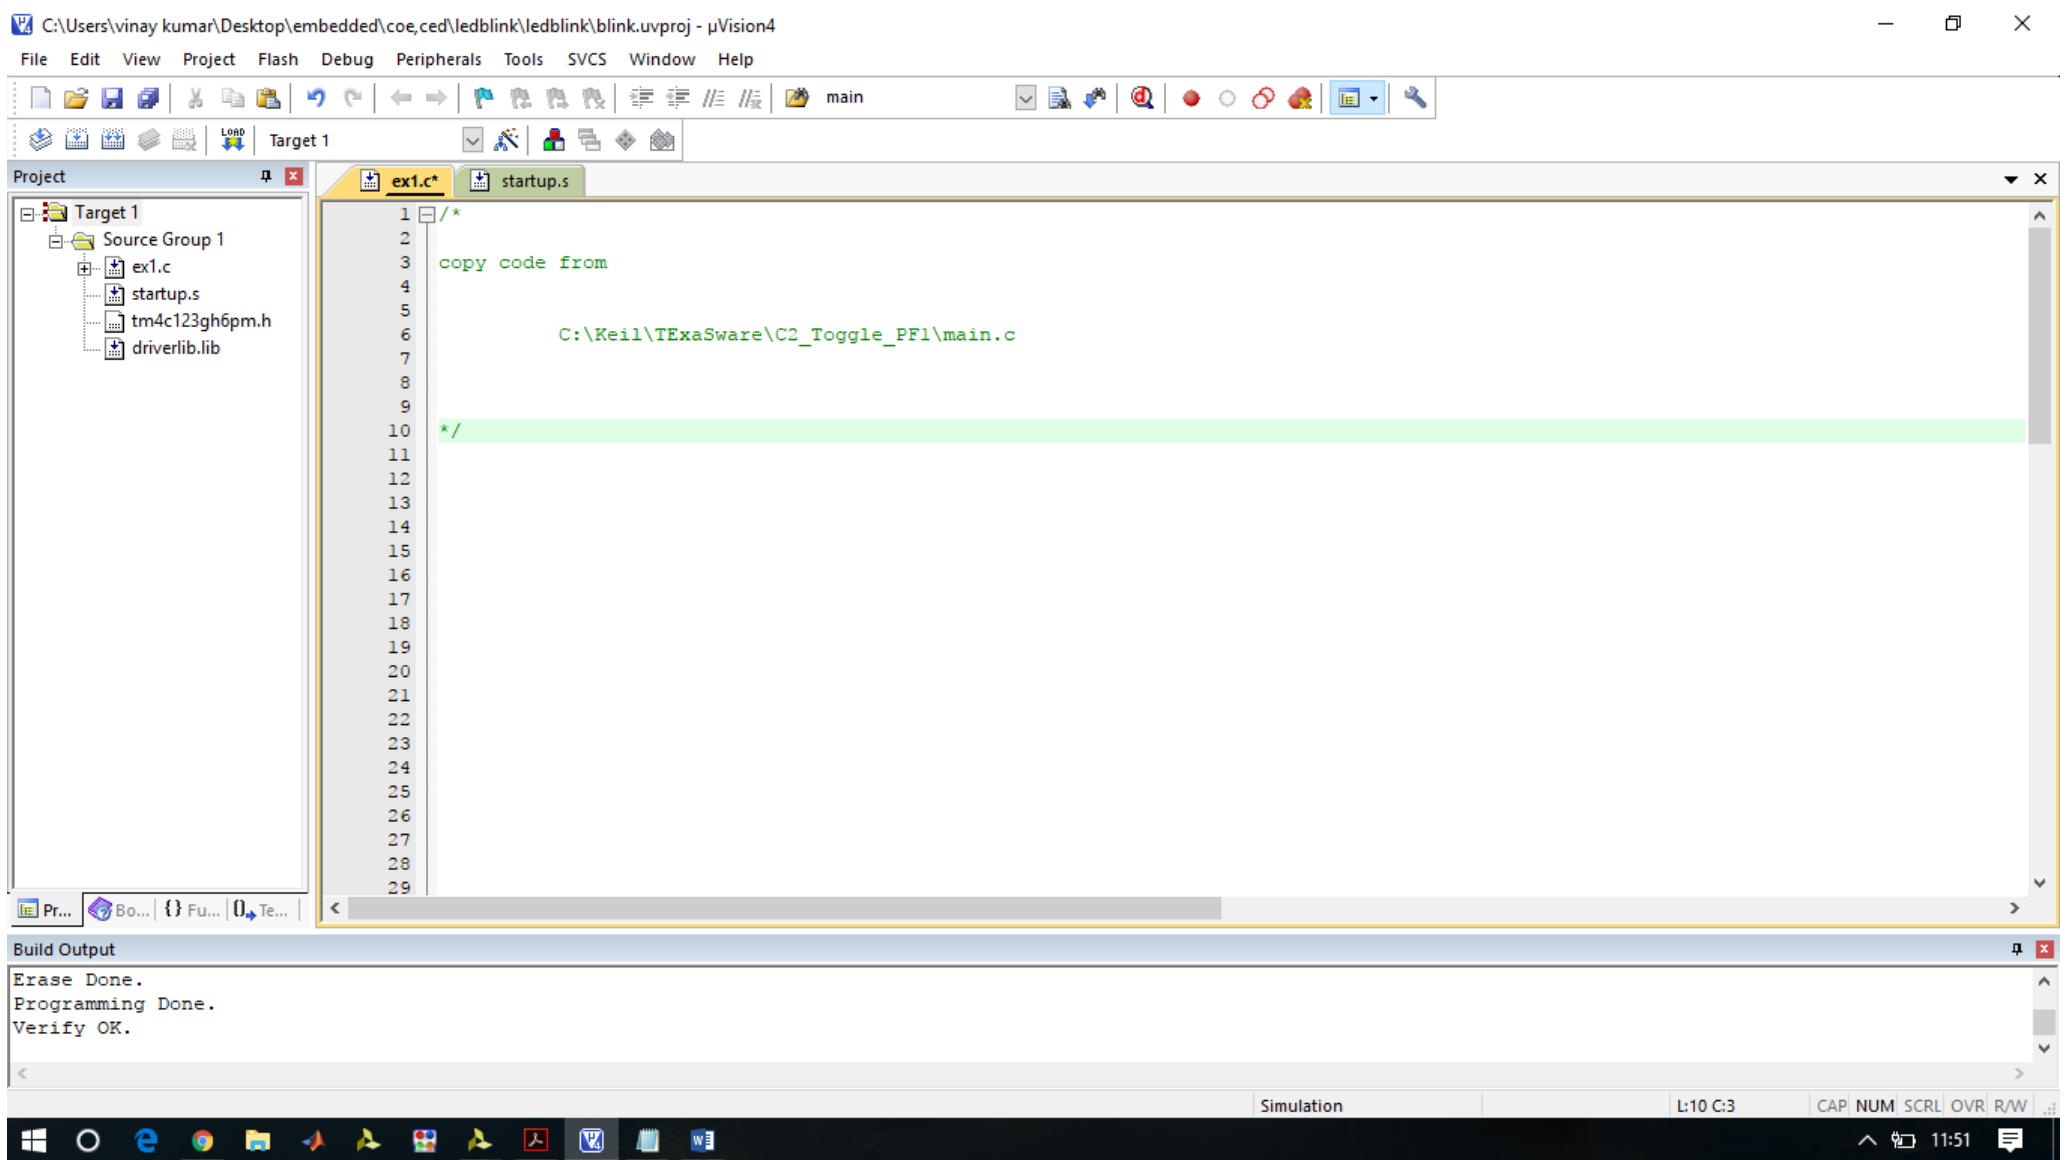 C:\Users\vinay kumar\Desktop\embedded\coe,ced\ledblink\ledblink\blink.uvproj - µVision4
File Edit View Project Flash Debug Peripherals Tools SVCS Window Help
main
LOAD Target 1
Project
ex1.c* startup.s
Target 1
Source Group 1
ex1.c
startup.s
tm4c123gh6pm.h
driverlib.lib
1 /*
2
3 copy code from
4
5
6 C:\Keil\TExaSware\C2_Toggle_PF1\main.c
7
8
9
10 */
11
12
13
14
15
16
17
18
19
20
21
22
23
24
25
26
27
28
29
Pr... Bo... {} Fu... 0 Te...
Build Output
Erase Done.
Programming Done.
Verify OK.
Simulation L:10 C:3 CAP NUM SCRL OVR R/W
11:51